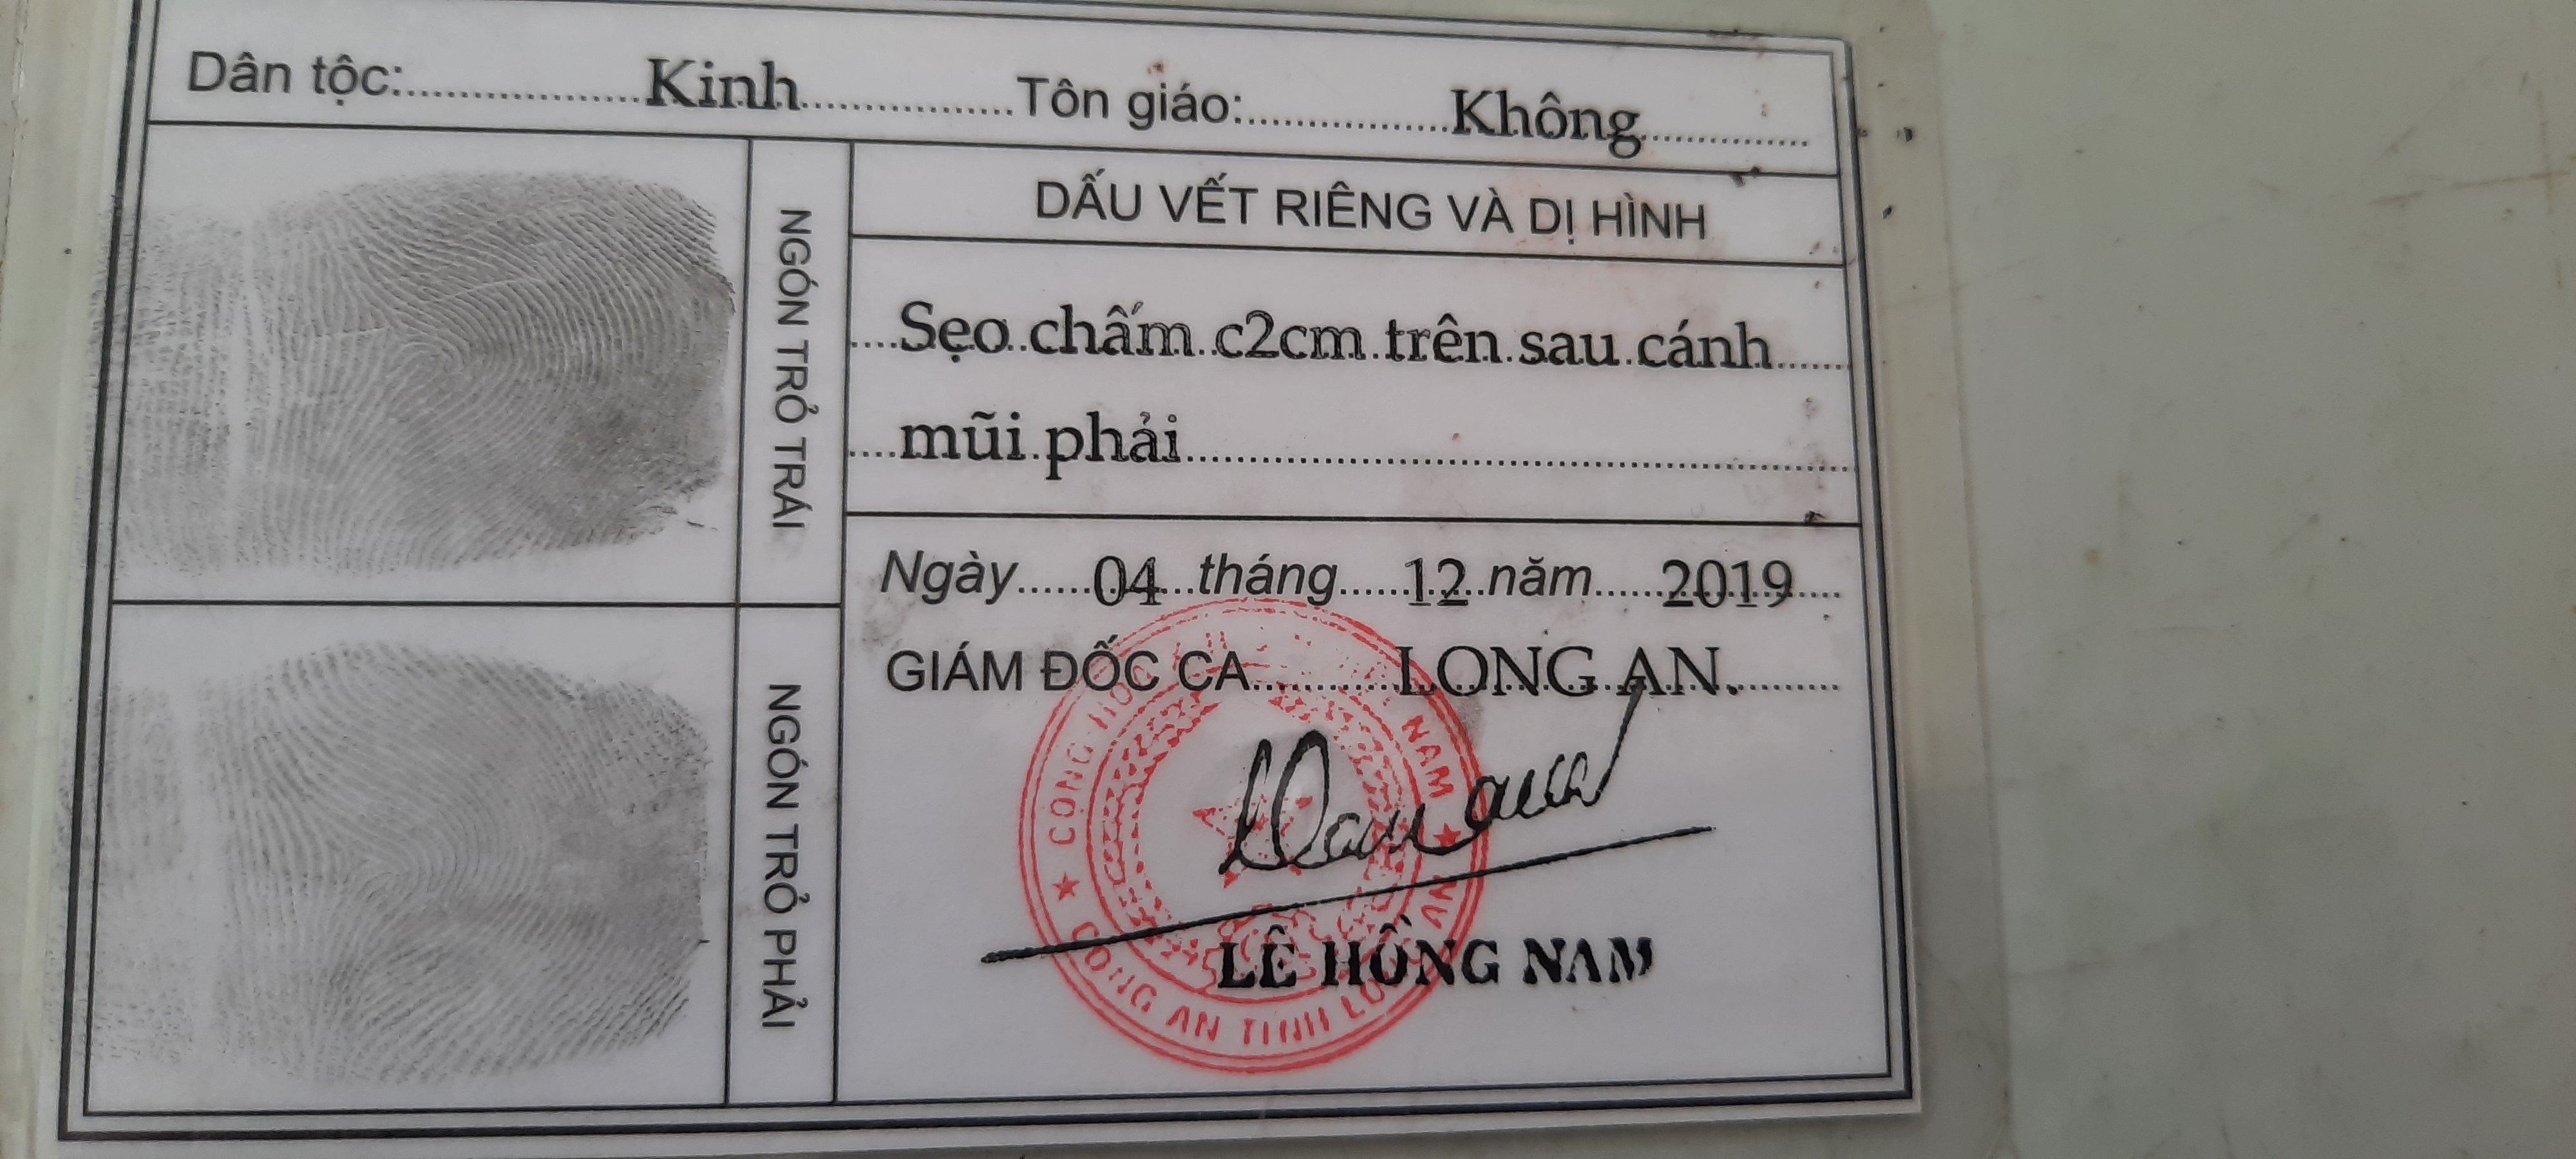 Dân tộc:..........Kinh..........Tôn giáo:..........Không..........
NGÓN TRỎ TRÁI
DẤU VẾT RIÊNG VÀ DỊ HÌNH
Sẹo chấm c2cm trên sau cánh
mũi phải
NGÓN TRỎ PHẢI
Ngày......04...tháng......12..năm......2019
GIÁM ĐỐC CA..........LONG AN
CÔNG AN TỈNH
NAM
LÊ HỒNG NAM